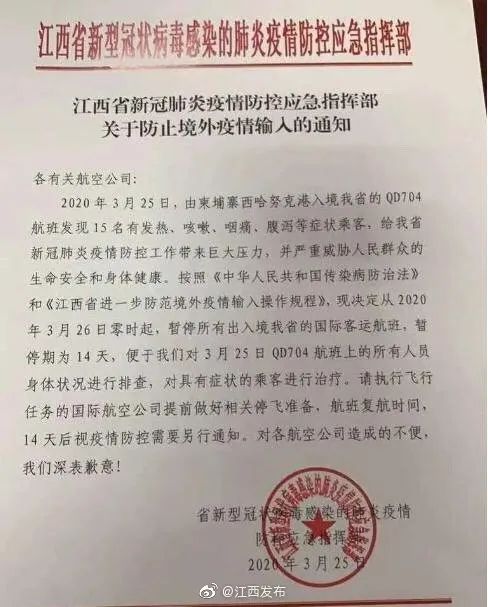 江西省新型冠状病毒感染的肺炎疫情防控应急指挥部
江西省新冠肺炎疫情防控应急指挥部
关于防止境外疫情输入的通知
各有关航空公司：
2020 年 3 月 25 日，由柬埔寨西哈努克港入境我省的 QD704
航班发现 15 名有发热、咳嗽、咽痛、腹泻等症状乘客，给我省
新冠肺炎疫情防控工作带来巨大压力，并严重威胁人民群众的
生命安全和身体健康。按照《中华人民共和国传染病防治法》
和《江西省进一步防范境外疫情输入操作规程》，现决定从 2020
年 3 月 26 日零时起，暂停所有出入境我省的国际客运航班，暂
停期为 14 天，便于我们对 3 月 25 日 QD704 航班上的所有人员
身体状况进行排查，对具有症状的乘客进行治疗。请执行飞行
任务的国际航空公司提前做好相关停飞准备，航班复航时间，
14 天后视疫情防控需要另行通知。对各航空公司造成的不便，
我们深表歉意！
省新型冠状病毒感染的肺炎疫情
防控应急指挥部
2020 年 3 月 25 日
@江西发布